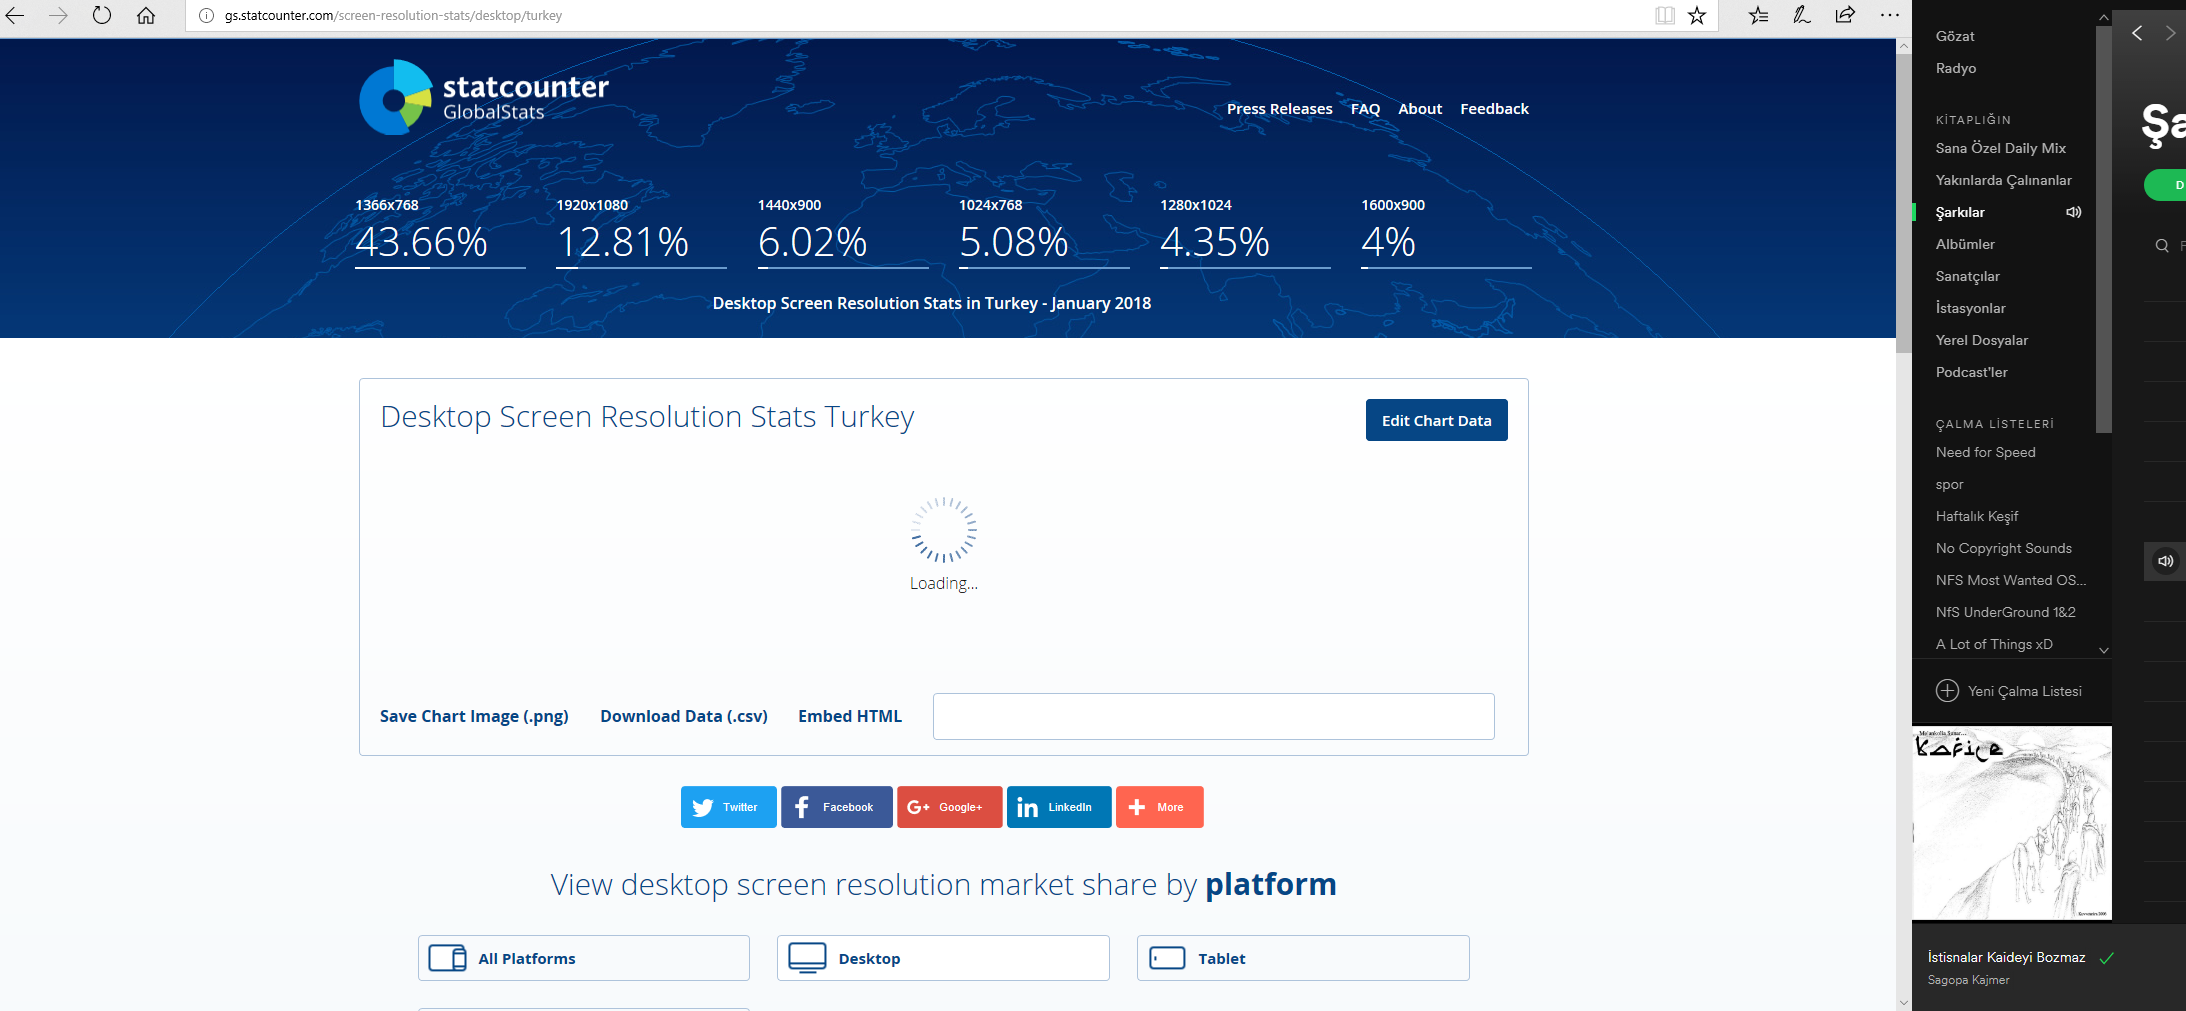 gs.statcounter.com/screen-resolution-stats/desktop/turkey
statcounter
GlobalStats
Press Releases FAQ About Feedback
1366x768 1920x1080 1440x900 1024x768 1280x1024 1600x900
43.66% 12.81% 6.02% 5.08% 4.35% 4%
Desktop Screen Resolution Stats in Turkey - January 2018
Desktop Screen Resolution Stats Turkey
Edit Chart Data
Loading...
Save Chart Image (.png) Download Data (.csv) Embed HTML
Twitter Facebook G+ Google+ in LinkedIn More
View desktop screen resolution market share by platform
All Platforms Desktop Tablet
Gözat
Radyo
KİTAPLIĞIN
Sana Özel Daily Mix
Yakınlarda Çalınanlar
Şarkılar
Albümler
Sanatçılar
İstasyonlar
Yerel Dosyalar
Podcast'ler
ÇALMA LİSTELERİ
Need for Speed
spor
Haftalık Keşif
No Copyright Sounds
NFS Most Wanted OS...
NfS UnderGround 1&2
A Lot of Things xD
Yeni Çalma Listesi
Melankolia Sınar...
Kafile
İstisnalar Kaideyi Bozmaz
Sagopa Kajmer
Şa
D
F